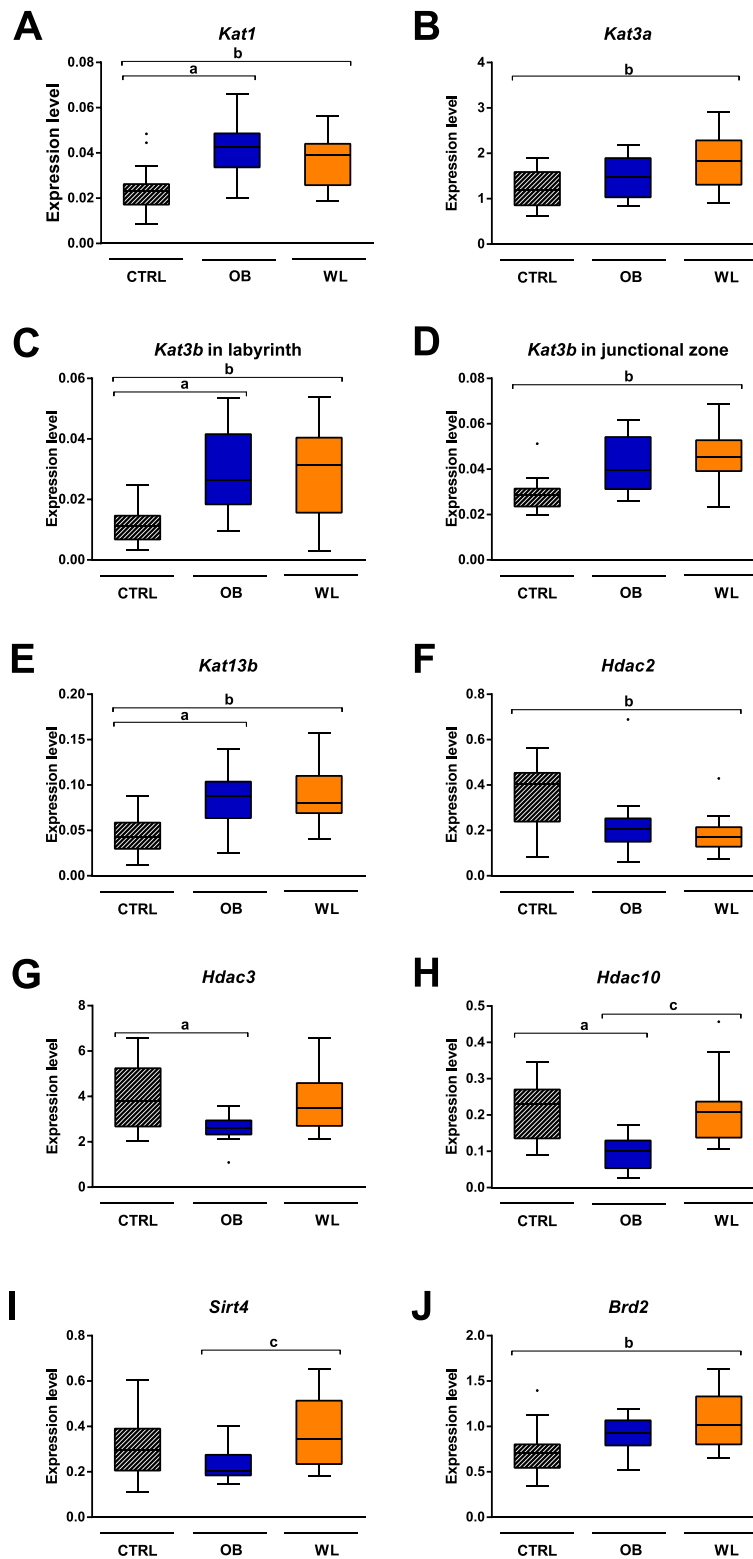 A
Kat1
b
a
Expression level
0.08
0.06
0.04
0.02
0.00
CTRL OB WL
B
Kat3a
b
Expression level
4
3
2
1
0
CTRL OB WL
C
Kat3b in labyrinth
b
a
Expression level
0.06
0.04
0.02
0.00
CTRL OB WL
D
Kat3b in junctional zone
b
Expression level
0.08
0.06
0.04
0.02
0.00
CTRL OB WL
E
Kat13b
b
a
Expression level
0.20
0.15
0.10
0.05
0.00
CTRL OB WL
F
Hdac2
b
Expression level
0.8
0.6
0.4
0.2
0.0
CTRL OB WL
G
Hdac3
a
Expression level
8
6
4
2
0
CTRL OB WL
H
Hdac10
c
a
Expression level
0.5
0.4
0.3
0.2
0.1
0.0
CTRL OB WL
I
Sirt4
c
Expression level
0.8
0.6
0.4
0.2
0.0
CTRL OB WL
J
Brd2
b
Expression level
2.0
1.5
1.0
0.5
0.0
CTRL OB WL